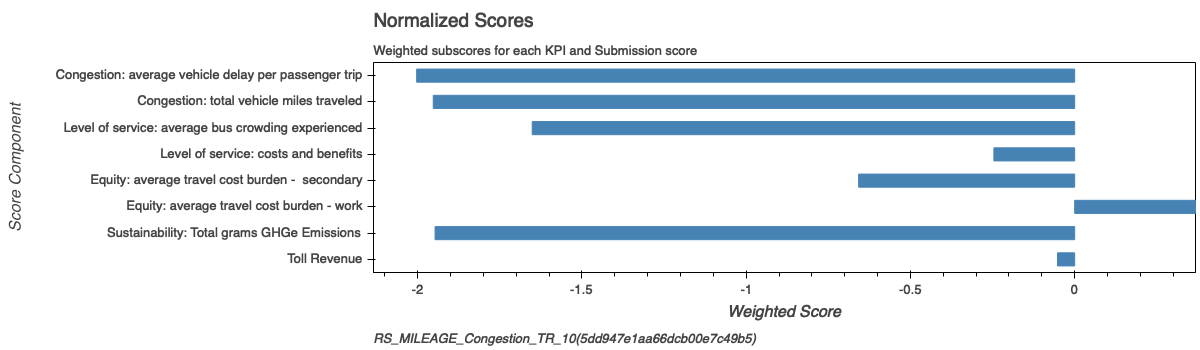 Normalized Scores
Weighted subscores for each KPI and Submission score
Score Component
Congestion: average vehicle delay per passenger trip
Congestion: total vehicle miles traveled
Level of service: average bus crowding experienced
Level of service: costs and benefits
Equity: average travel cost burden -  secondary
Equity: average travel cost burden - work
Sustainability: Total grams GHGe Emissions
Toll Revenue
-2 -1.5 -1 -0.5 0
Weighted Score
RS_MILEAGE_Congestion_TR_10(5dd947e1aa66dcb00e7c49b5)